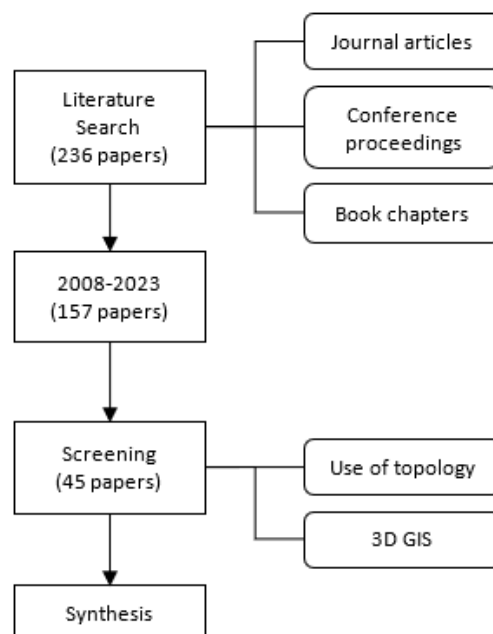 Journal articles
Literature
Search
(236 papers)
Conference
proceedings
Book chapters
2008-2023
(157 papers)
Screening
(45 papers)
Use of topology
3D GIS
Synthesis